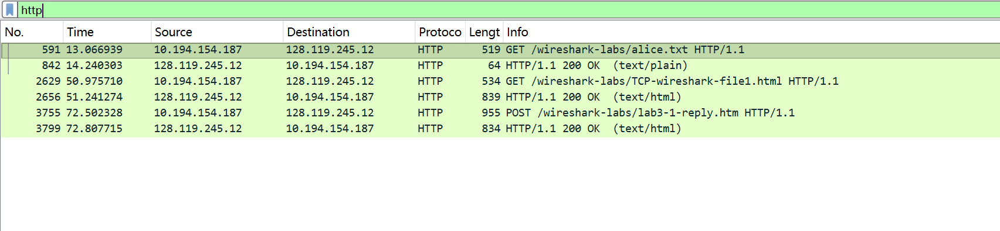 http
No. Time Source Destination Protoco Lengt Info
591 13.066939 10.194.154.187 128.119.245.12 HTTP 519 GET /wireshark-labs/alice.txt HTTP/1.1
842 14.240303 128.119.245.12 10.194.154.187 HTTP 64 HTTP/1.1 200 OK (text/plain)
2629 50.975710 10.194.154.187 128.119.245.12 HTTP 534 GET /wireshark-labs/TCP-wireshark-file1.html HTTP/1.1
2656 51.241274 128.119.245.12 10.194.154.187 HTTP 839 HTTP/1.1 200 OK (text/html)
3755 72.502328 10.194.154.187 128.119.245.12 HTTP 955 POST /wireshark-labs/lab3-1-reply.htm HTTP/1.1
3799 72.807715 128.119.245.12 10.194.154.187 HTTP 834 HTTP/1.1 200 OK (text/html)